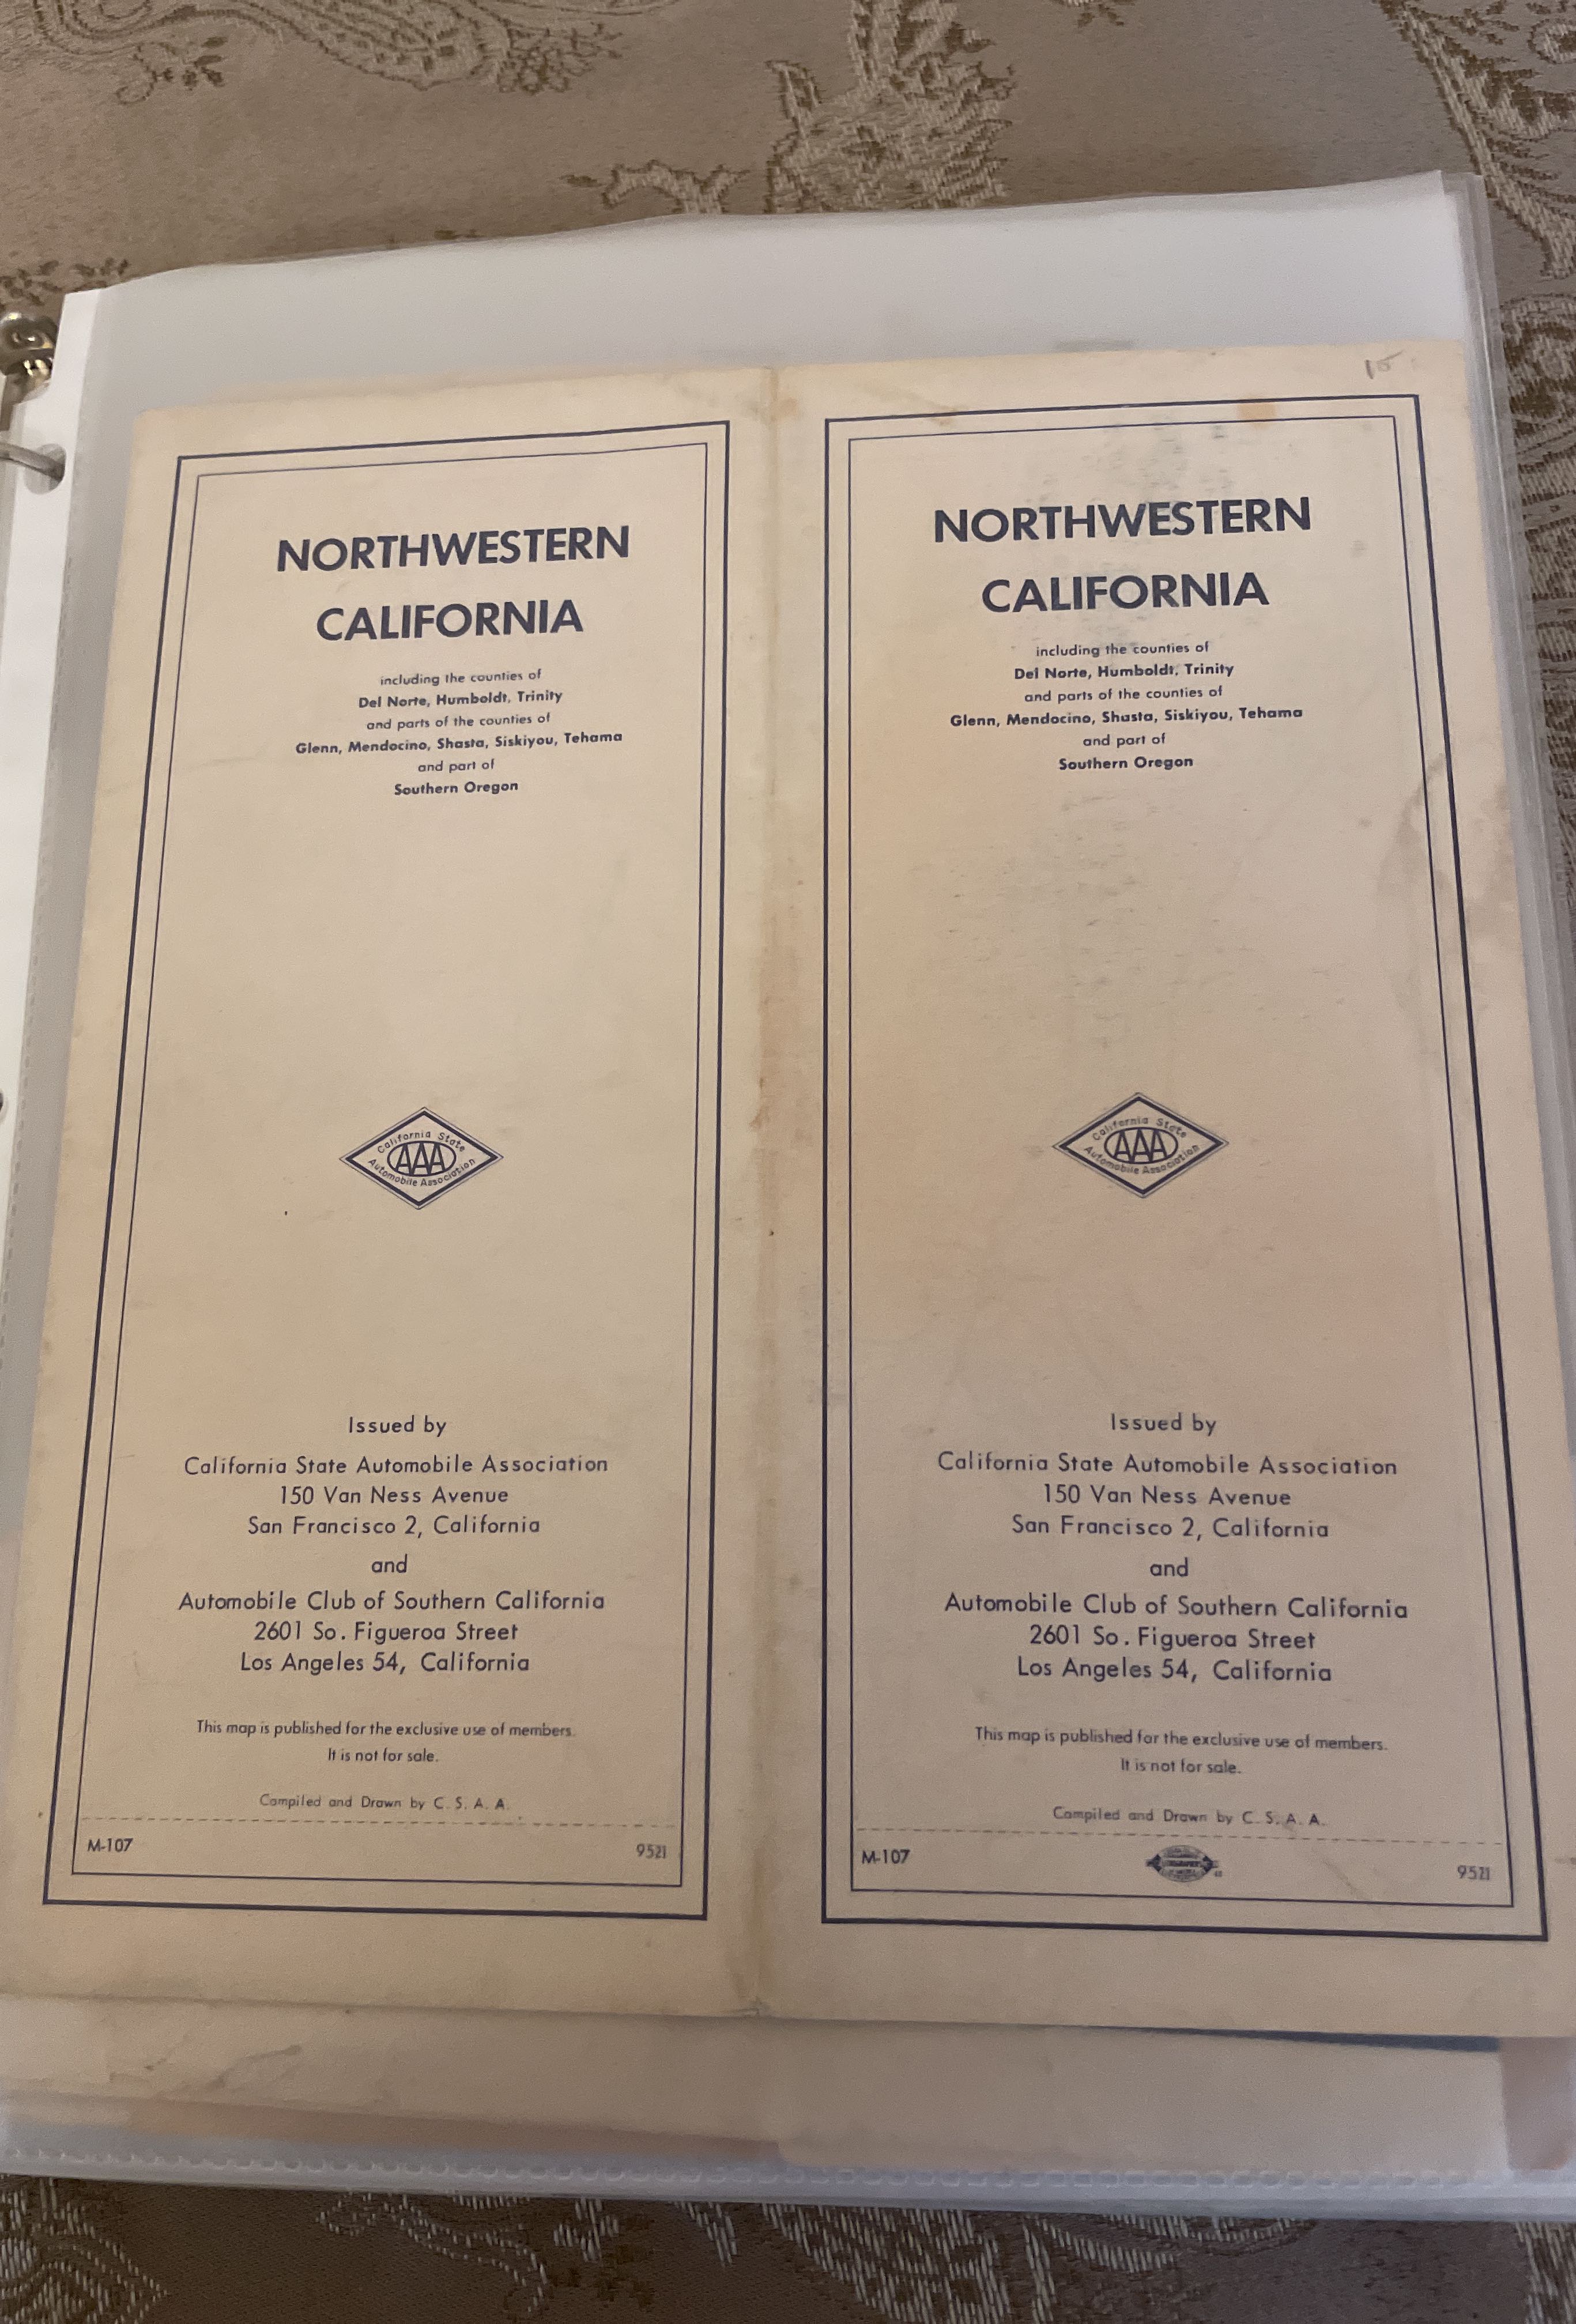 NORTHWESTERN
CALIFORNIA
including the counties of
Del Norte, Humboldt, Trinity
and parts of the counties of
Glenn, Mendocino, Shasta, Siskiyou, Tehama
and part of
Southern Oregon
California State
AAA
Automobile Association
Issued by
California State Automobile Association
150 Van Ness Avenue
San Francisco 2, California
and
Automobile Club of Southern California
2601 So. Figueroa Street
Los Angeles 54, California
This map is published for the exclusive use of members.
It is not for sale.
Compiled and Drawn by C. S. A. A.
M-107 9521
15
NORTHWESTERN
CALIFORNIA
including the counties of
Del Norte, Humboldt, Trinity
and parts of the counties of
Glenn, Mendocino, Shasta, Siskiyou, Tehama
and part of
Southern Oregon
California State
AAA
Automobile Association
Issued by
California State Automobile Association
150 Van Ness Avenue
San Francisco 2, California
and
Automobile Club of Southern California
2601 So. Figueroa Street
Los Angeles 54, California
This map is published for the exclusive use of members.
It is not for sale.
Compiled and Drawn by C. S. A. A.
M-107 9521